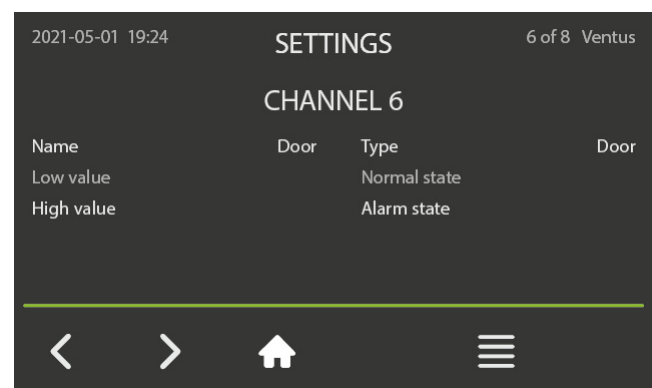 2021-05-01 19:24 SETTINGS 6 of 8 Ventus
CHANNEL 6
Name Door Type Door
Low value Normal state
High value Alarm state